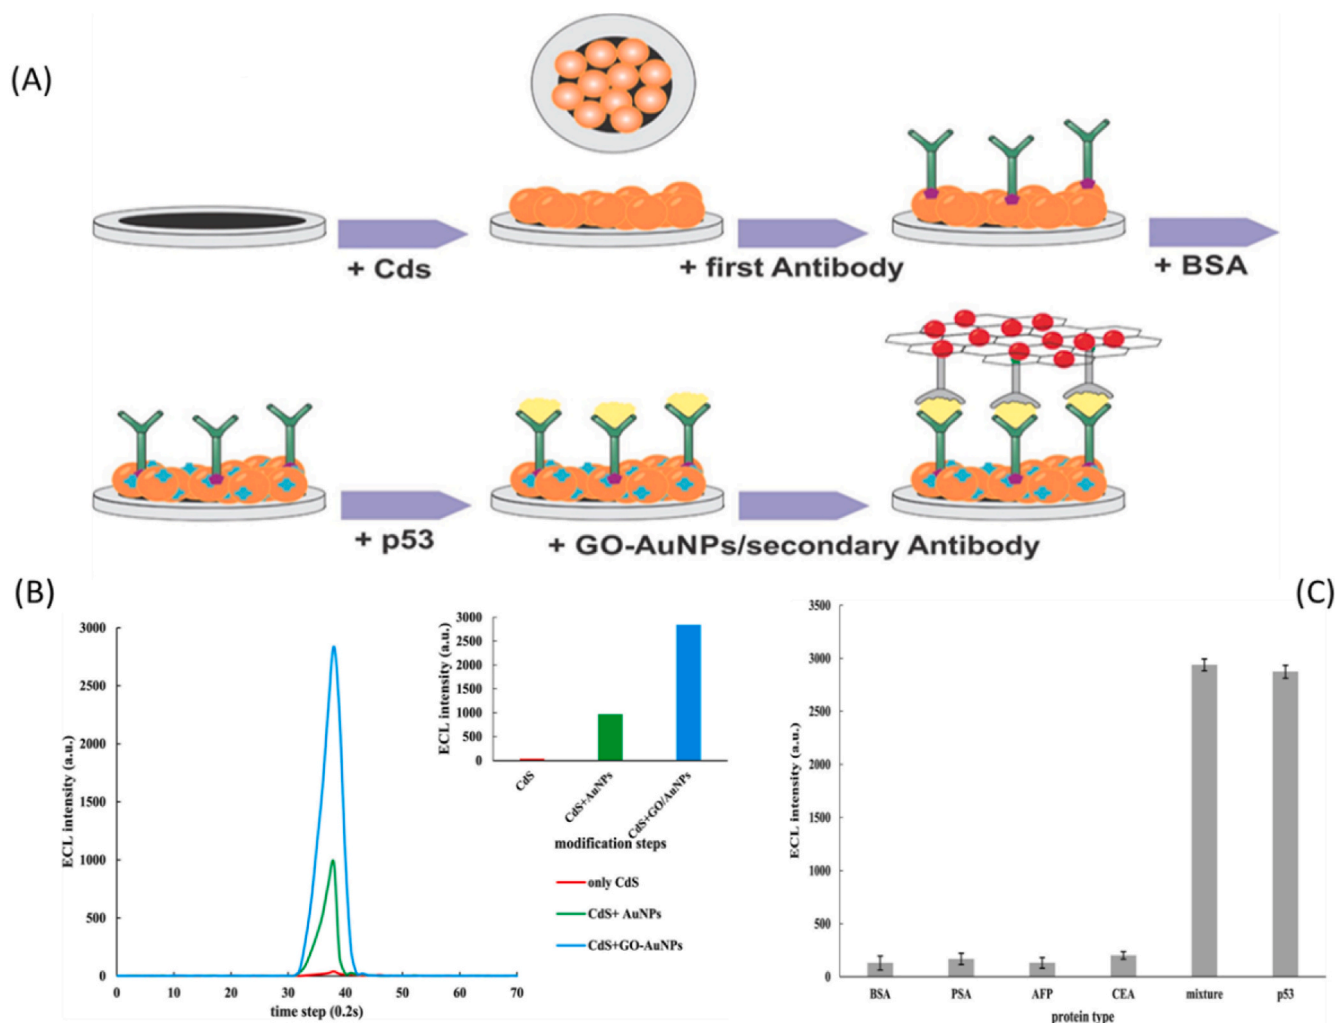 (A)
+ Cds
+ first Antibody
+ BSA
+ p53
+ GO-AuNPs/secondary Antibody
(B)
3000
2500
2000
1500
1000
500
0
ECL intensity (a.u.)
0 10 20 30 40 50 60 70
time step (0.2s)
3000
2500
2000
1500
1000
500
0
ECL intensity (a.u.)
CdS
CdS+AuNPs
CdS+GO/AuNPs
modification steps
only CdS
CdS+ AuNPs
CdS+GO-AuNPs
(C)
3500
3000
2500
2000
1500
1000
500
0
ECL intensity (a.u.)
BSA PSA AFP CEA mixture p53
protein type